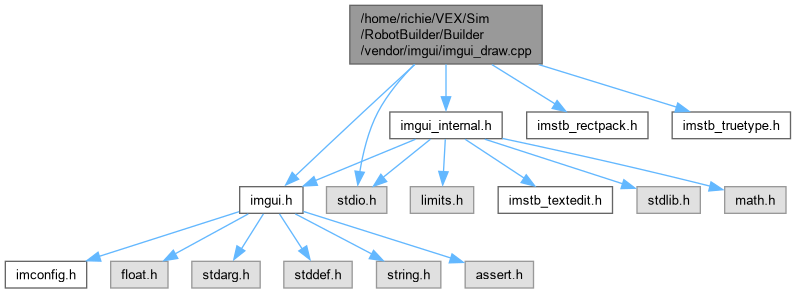 /home/richie/VEX/Sim
/RobotBuilder/Builder
/vendor/imgui/imgui_draw.cpp
imgui_internal.h
imstb_rectpack.h
imstb_truetype.h
imgui.h
stdio.h
limits.h
imstb_textedit.h
stdlib.h
math.h
imconfig.h
float.h
stdarg.h
stddef.h
string.h
assert.h